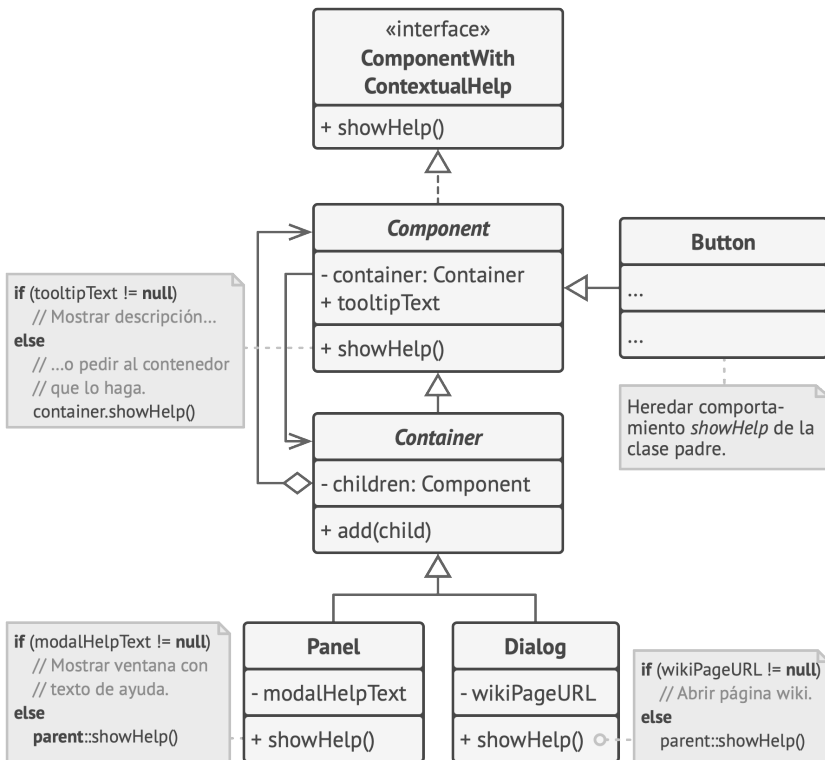 «interface»
ComponentWith
ContextualHelp
+ showHelp()
Component
- container: Container
+ tooltipText
+ showHelp()
Button
...
...
if (tooltipText != null)
// Mostrar descripción...
else
// ...o pedir al contenedor
// que lo haga.
container.showHelp()
Heredar comporta-
miento showHelp de la
clase padre.
Container
- children: Component
+ add(child)
if (modalHelpText != null)
// Mostrar ventana con
// texto de ayuda.
else
parent::showHelp()
Panel
- modalHelpText
+ showHelp()
Dialog
- wikiPageURL
+ showHelp()
if (wikiPageURL != null)
// Abrir página wiki.
else
parent::showHelp()